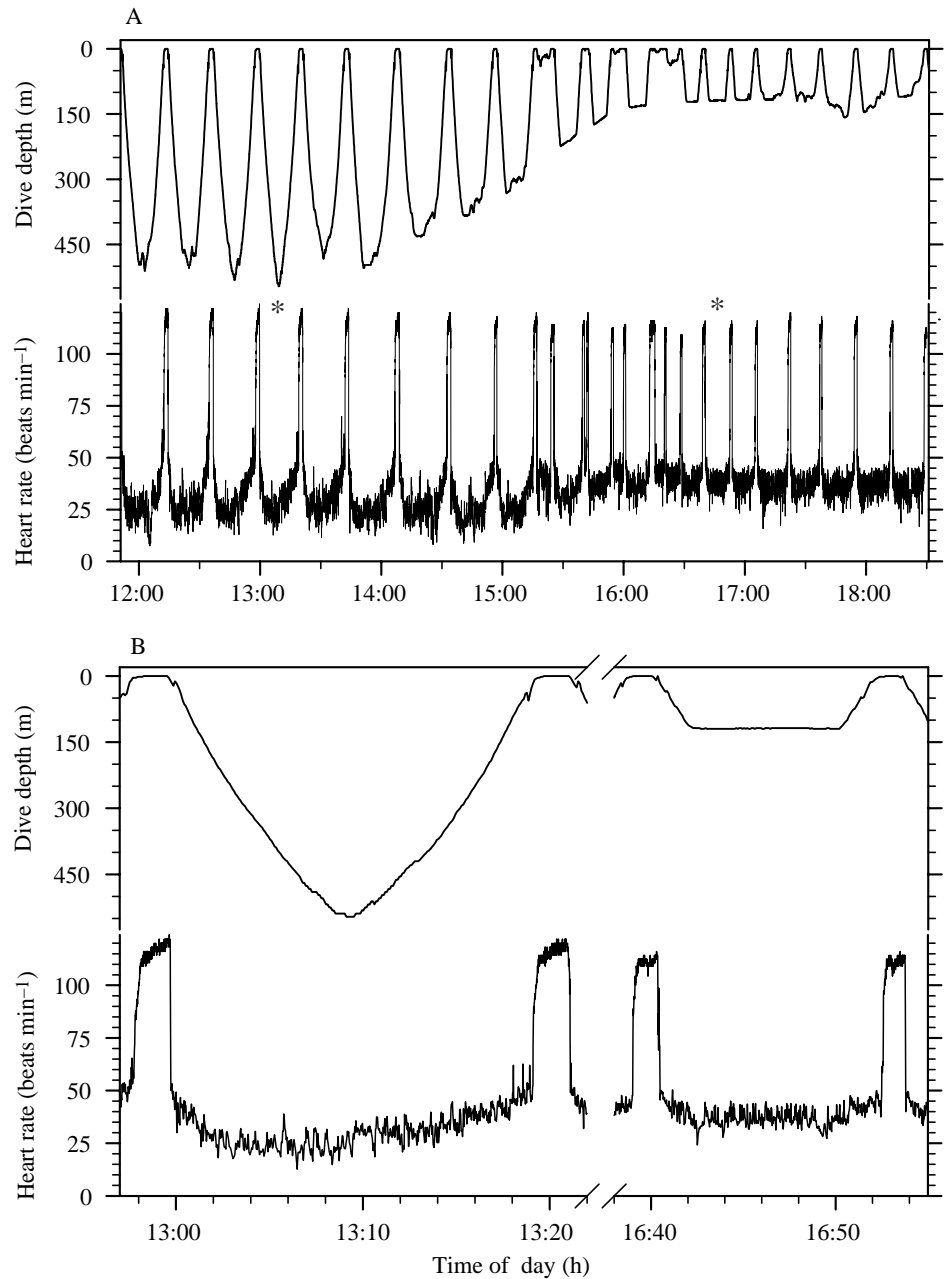 A
0
150
300
450
Dive depth (m)
* *
100
75
50
25
0
Heart rate (beats min⁻¹)
12:00 13:00 14:00 15:00 16:00 17:00 18:00
B
0
150
300
450
Dive depth (m)
100
75
50
25
0
Heart rate (beats min⁻¹)
13:00 13:10 13:20 16:40 16:50
Time of day (h)